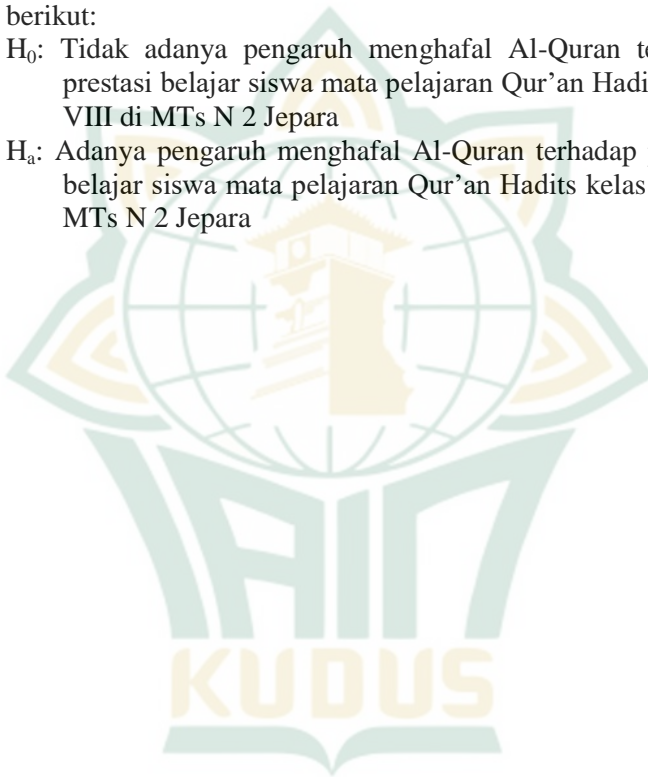 berikut:
H₀: Tidak adanya pengaruh menghafal Al-Quran
prestasi belajar siswa mata pelajaran Qur'an
VIII di MTs N 2 Jepara
Hₐ: Adanya pengaruh menghafal Al-Quran terhadap
belajar siswa mata pelajaran Qur'an Hadits kelas
MTs N 2 Jepara
IAIN
KUDUS